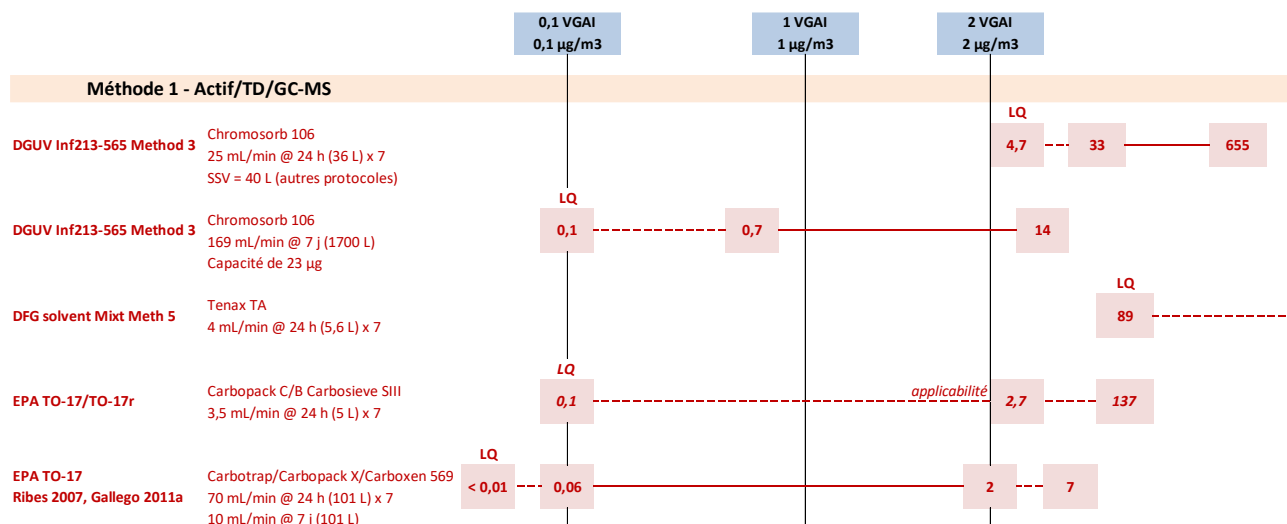 0,1 VGAI
0,1 µg/m3
1 VGAI
1 µg/m3
2 VGAI
2 µg/m3
Méthode 1 - Actif/TD/GC-MS
DGUV Inf213-565 Method 3
Chromosorb 106
25 mL/min @ 24 h (36 L) x 7
SSV = 40 L (autres protocoles)
LQ
4,7
33
655
DGUV Inf213-565 Method 3
Chromosorb 106
169 mL/min @ 7 j (1700 L)
Capacité de 23 µg
LQ
0,1
0,7
14
DFG solvent Mixt Meth 5
Tenax TA
4 mL/min @ 24 h (5,6 L) x 7
LQ
89
EPA TO-17/TO-17r
Carbopack C/B Carbosieve SIII
3,5 mL/min @ 24 h (5 L) x 7
LQ
0,1
applicabilité
2,7
137
EPA TO-17
Ribes 2007, Gallego 2011a
Carbotrap/Carbopack X/Carboxen 569
70 mL/min @ 24 h (101 L) x 7
10 mL/min @ 7 j (101 L)
LQ
< 0,01
0,06
2
7